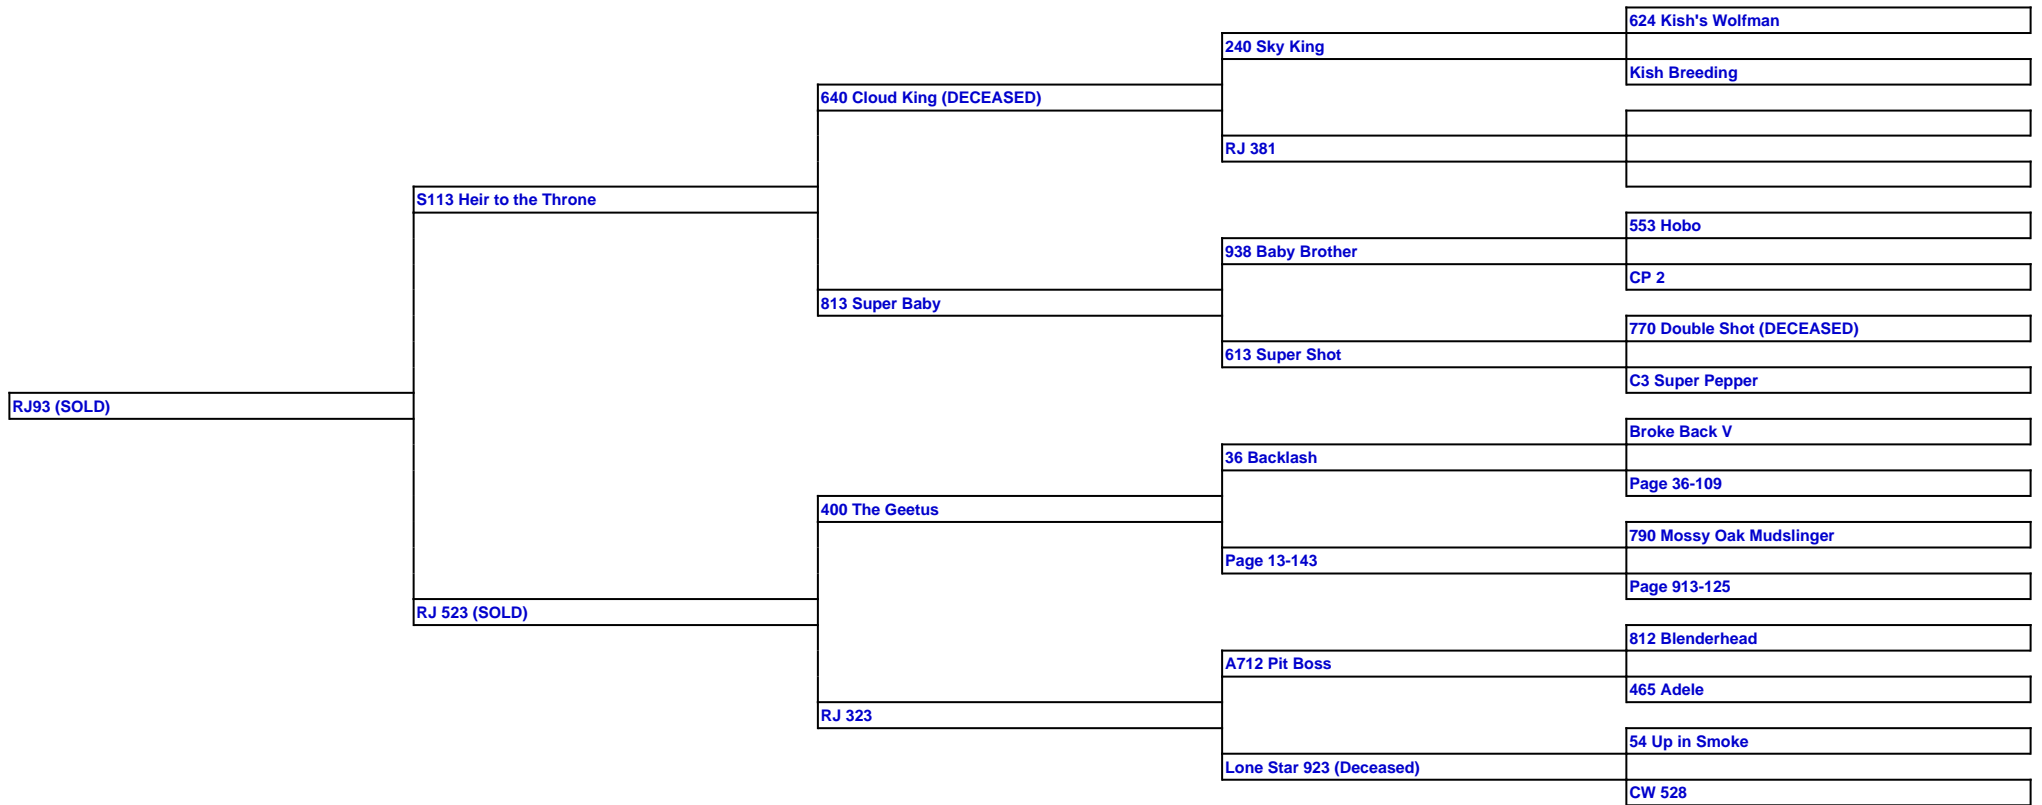 624 Kish's Wolfman
240 Sky King
Kish Breeding
640 Cloud King (DECEASED)
RJ 381
S113 Heir to the Throne
553 Hobo
938 Baby Brother
CP 2
813 Super Baby
770 Double Shot (DECEASED)
613 Super Shot
C3 Super Pepper
RJ93 (SOLD)
Broke Back V
36 Backlash
Page 36-109
400 The Geetus
790 Mossy Oak Mudslinger
Page 13-143
Page 913-125
RJ 523 (SOLD)
812 Blenderhead
A712 Pit Boss
465 Adele
RJ 323
54 Up in Smoke
Lone Star 923 (Deceased)
CW 528